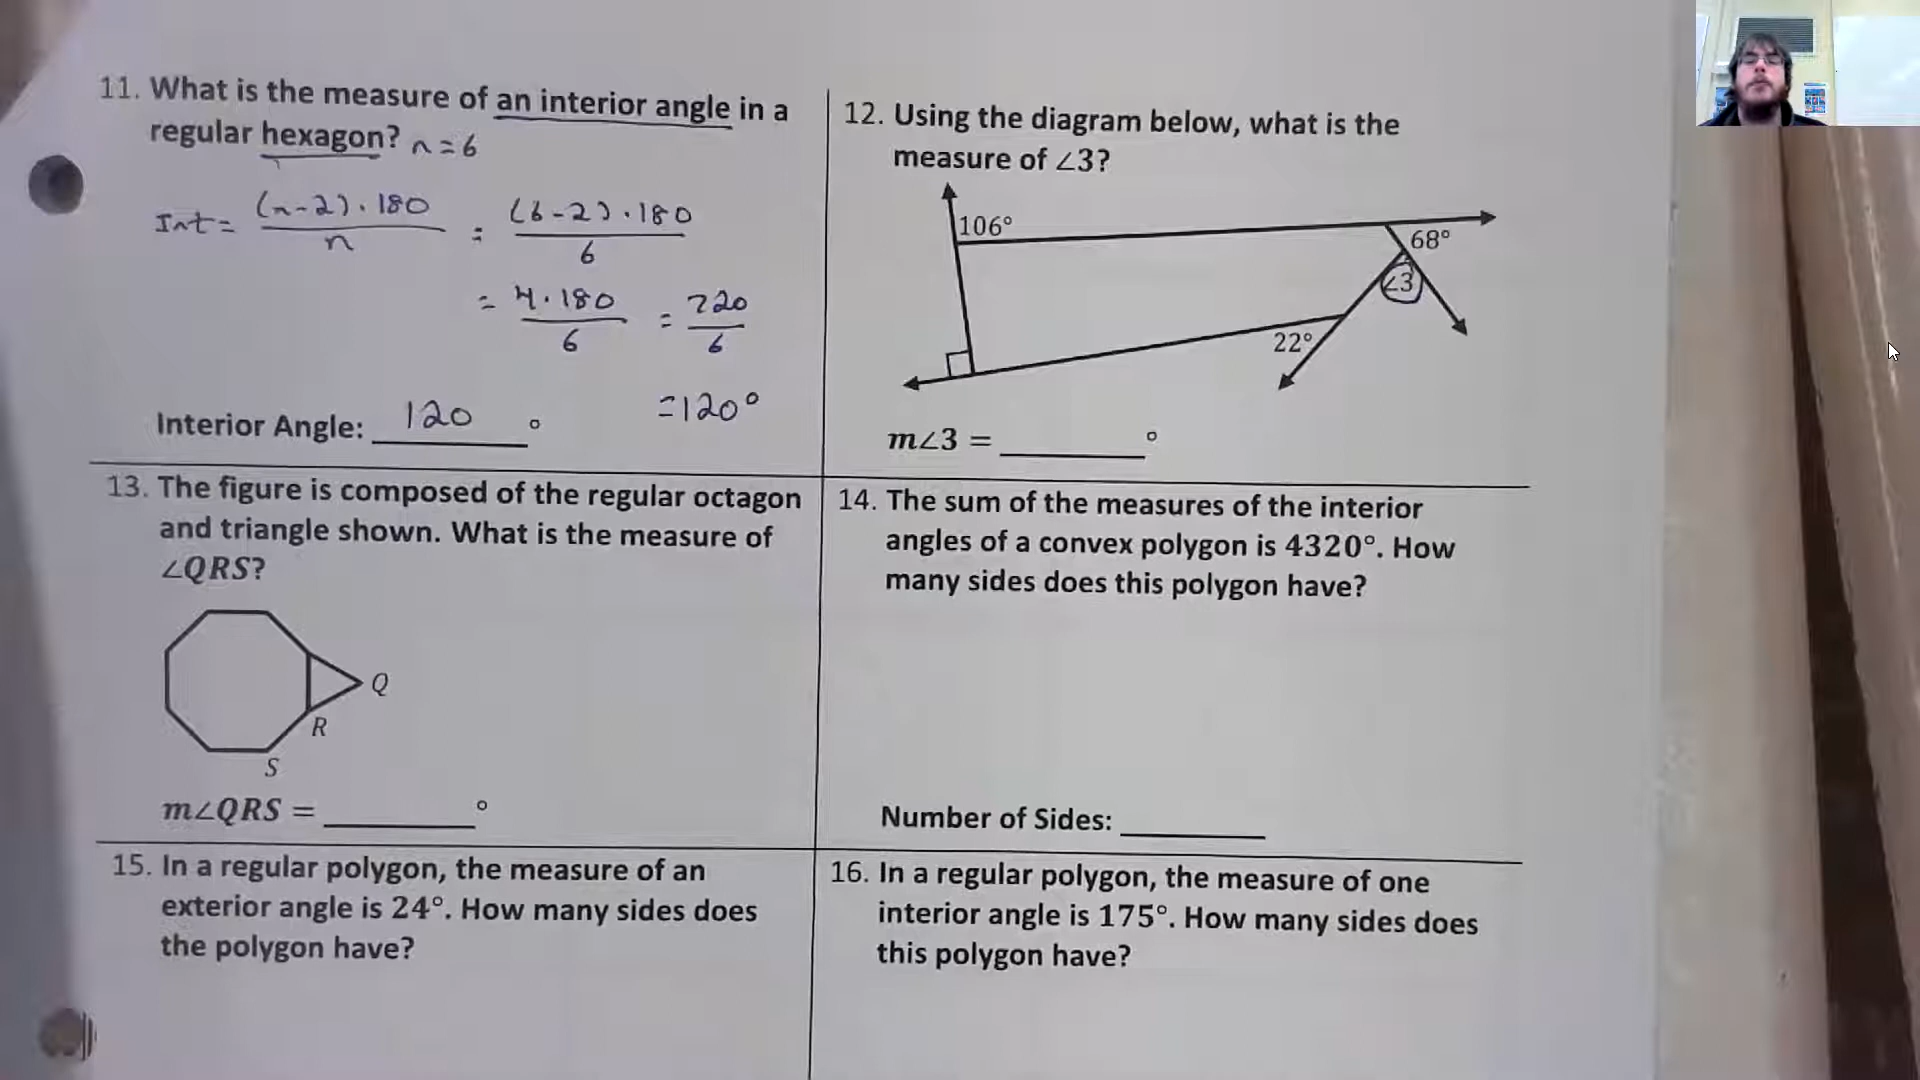 11. What is the measure of an interior angle in a
regular hexagon? n=6
Int = (n-2)·180 / n = (6-2)·180 / 6
= 4·180 / 6 = 720 / 6
=120°
Interior Angle: 120 °
12. Using the diagram below, what is the
measure of ∠3?
106°
68°
∠3
22°
m∠3 = ________ °
13. The figure is composed of the regular octagon
and triangle shown. What is the measure of
∠QRS?
Q
R
S
m∠QRS = ________ °
14. The sum of the measures of the interior
angles of a convex polygon is 4320°. How
many sides does this polygon have?
Number of Sides: ________
15. In a regular polygon, the measure of an
exterior angle is 24°. How many sides does
the polygon have?
16. In a regular polygon, the measure of one
interior angle is 175°. How many sides does
this polygon have?